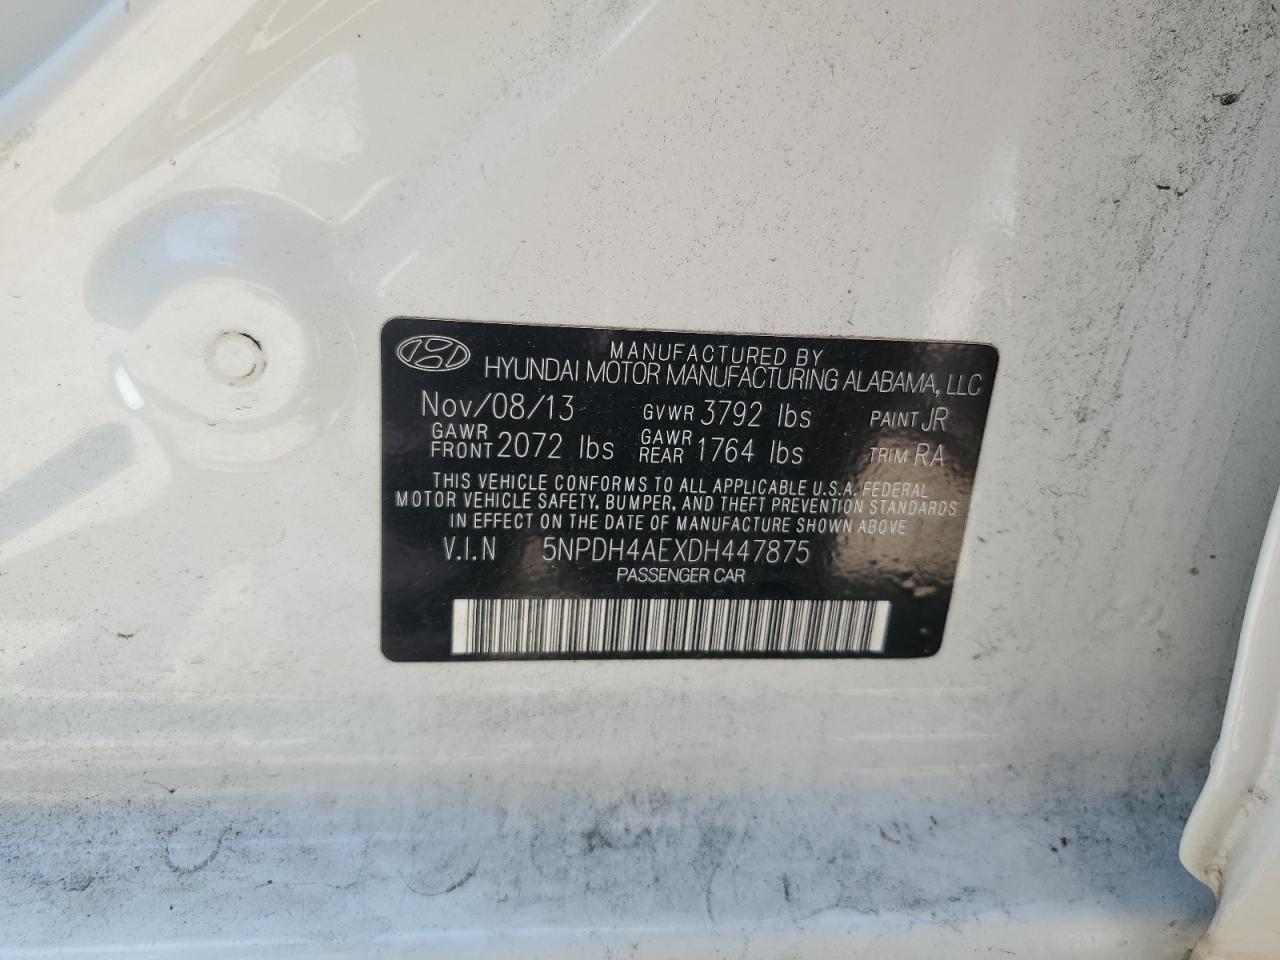 MANUFACTURED BY
HYUNDAI MOTOR MANUFACTURING ALABAMA, LLC
Nov/08/13 GVWR 3792 lbs PAINT JR
GAWR FRONT 2072 lbs GAWR REAR 1764 lbs TRIM RA
THIS VEHICLE CONFORMS TO ALL APPLICABLE U.S.A. FEDERAL
MOTOR VEHICLE SAFETY, BUMPER, AND THEFT PREVENTION STANDARDS
IN EFFECT ON THE DATE OF MANUFACTURE SHOWN ABOVE
V.I.N 5NPDH4AEXDH447875
PASSENGER CAR